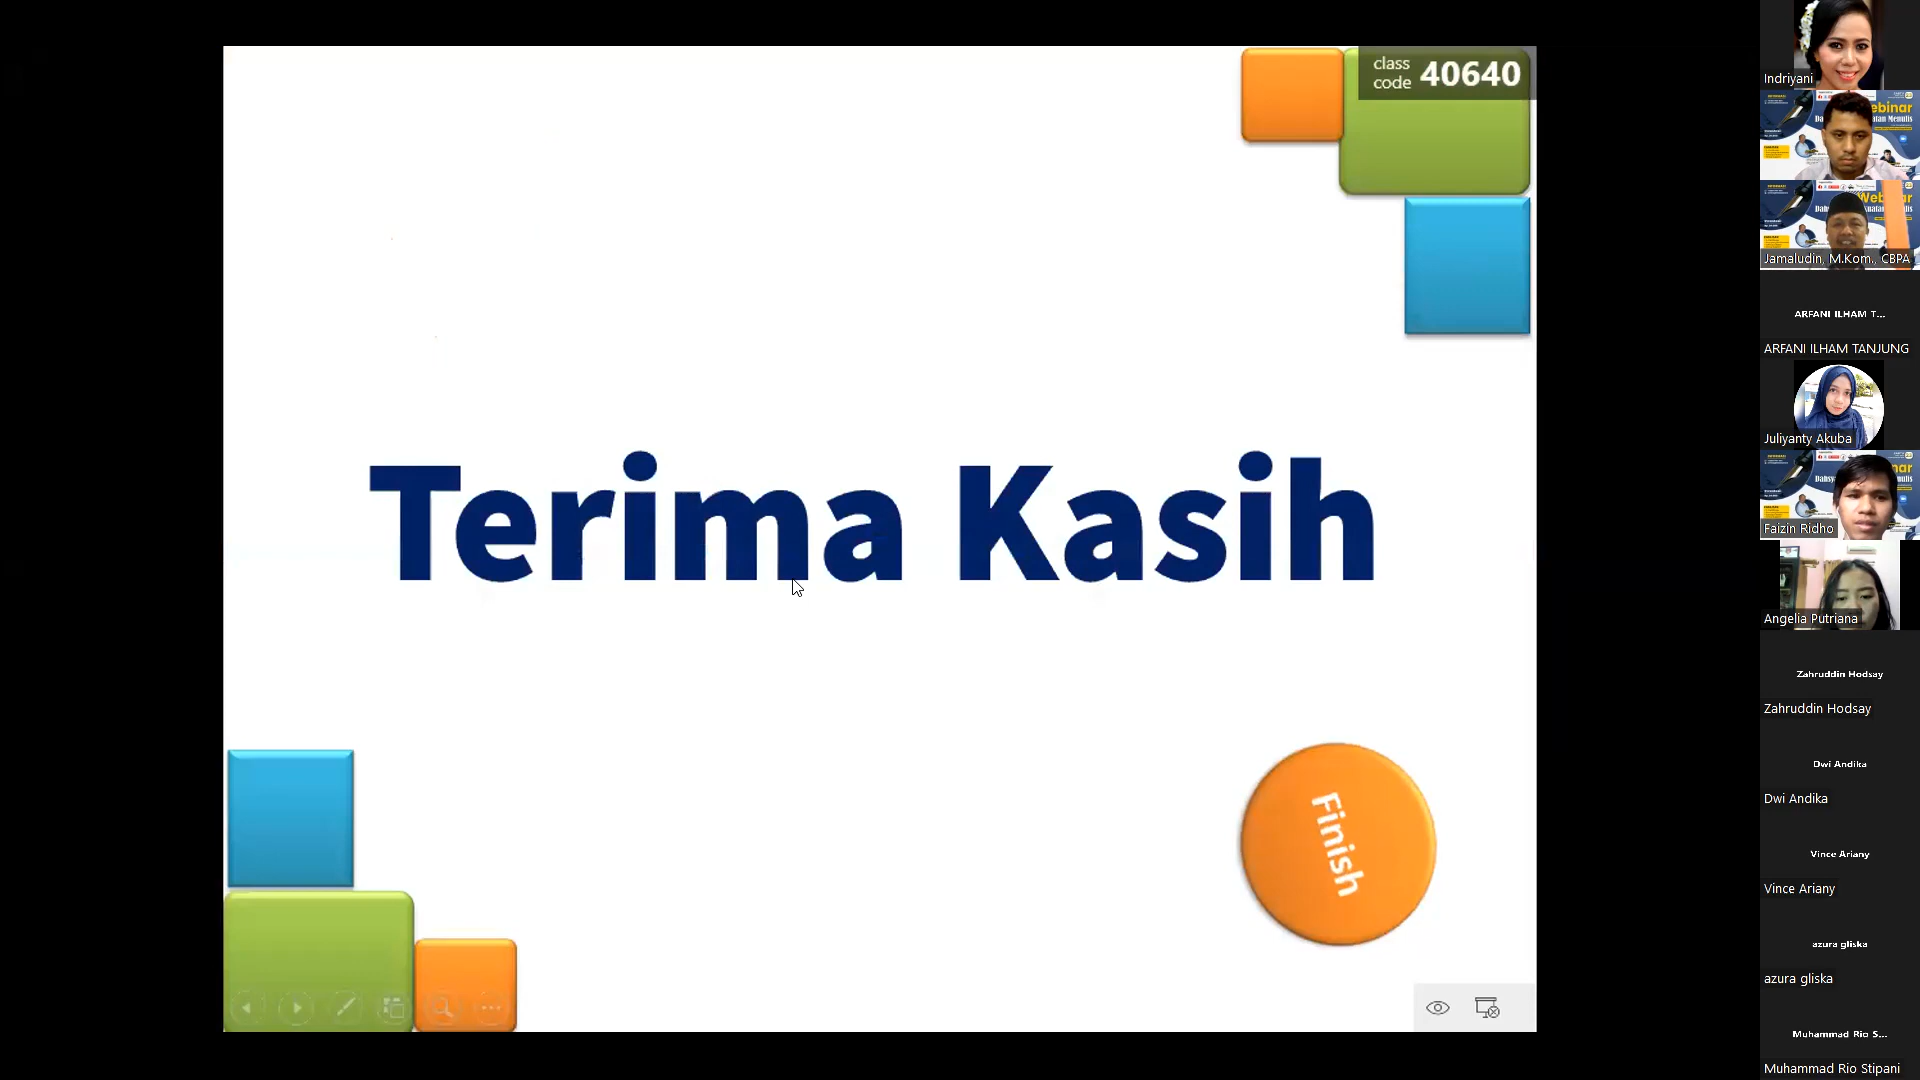 class
code 40640
Terima Kasih
Finish
Indriyani
Webinar
Jamaludin, M.Kom., CBPA
ARFANI ILHAM T...
ARFANI ILHAM TANJUNG
Juliyanty Akuba
Faizin Ridho
Angelia Putriana
Zahruddin Hodsay
Zahruddin Hodsay
Dwi Andika
Dwi Andika
Vince Ariany
Vince Ariany
azura gliska
azura gliska
Muhammad Rio S...
Muhammad Rio Stipani